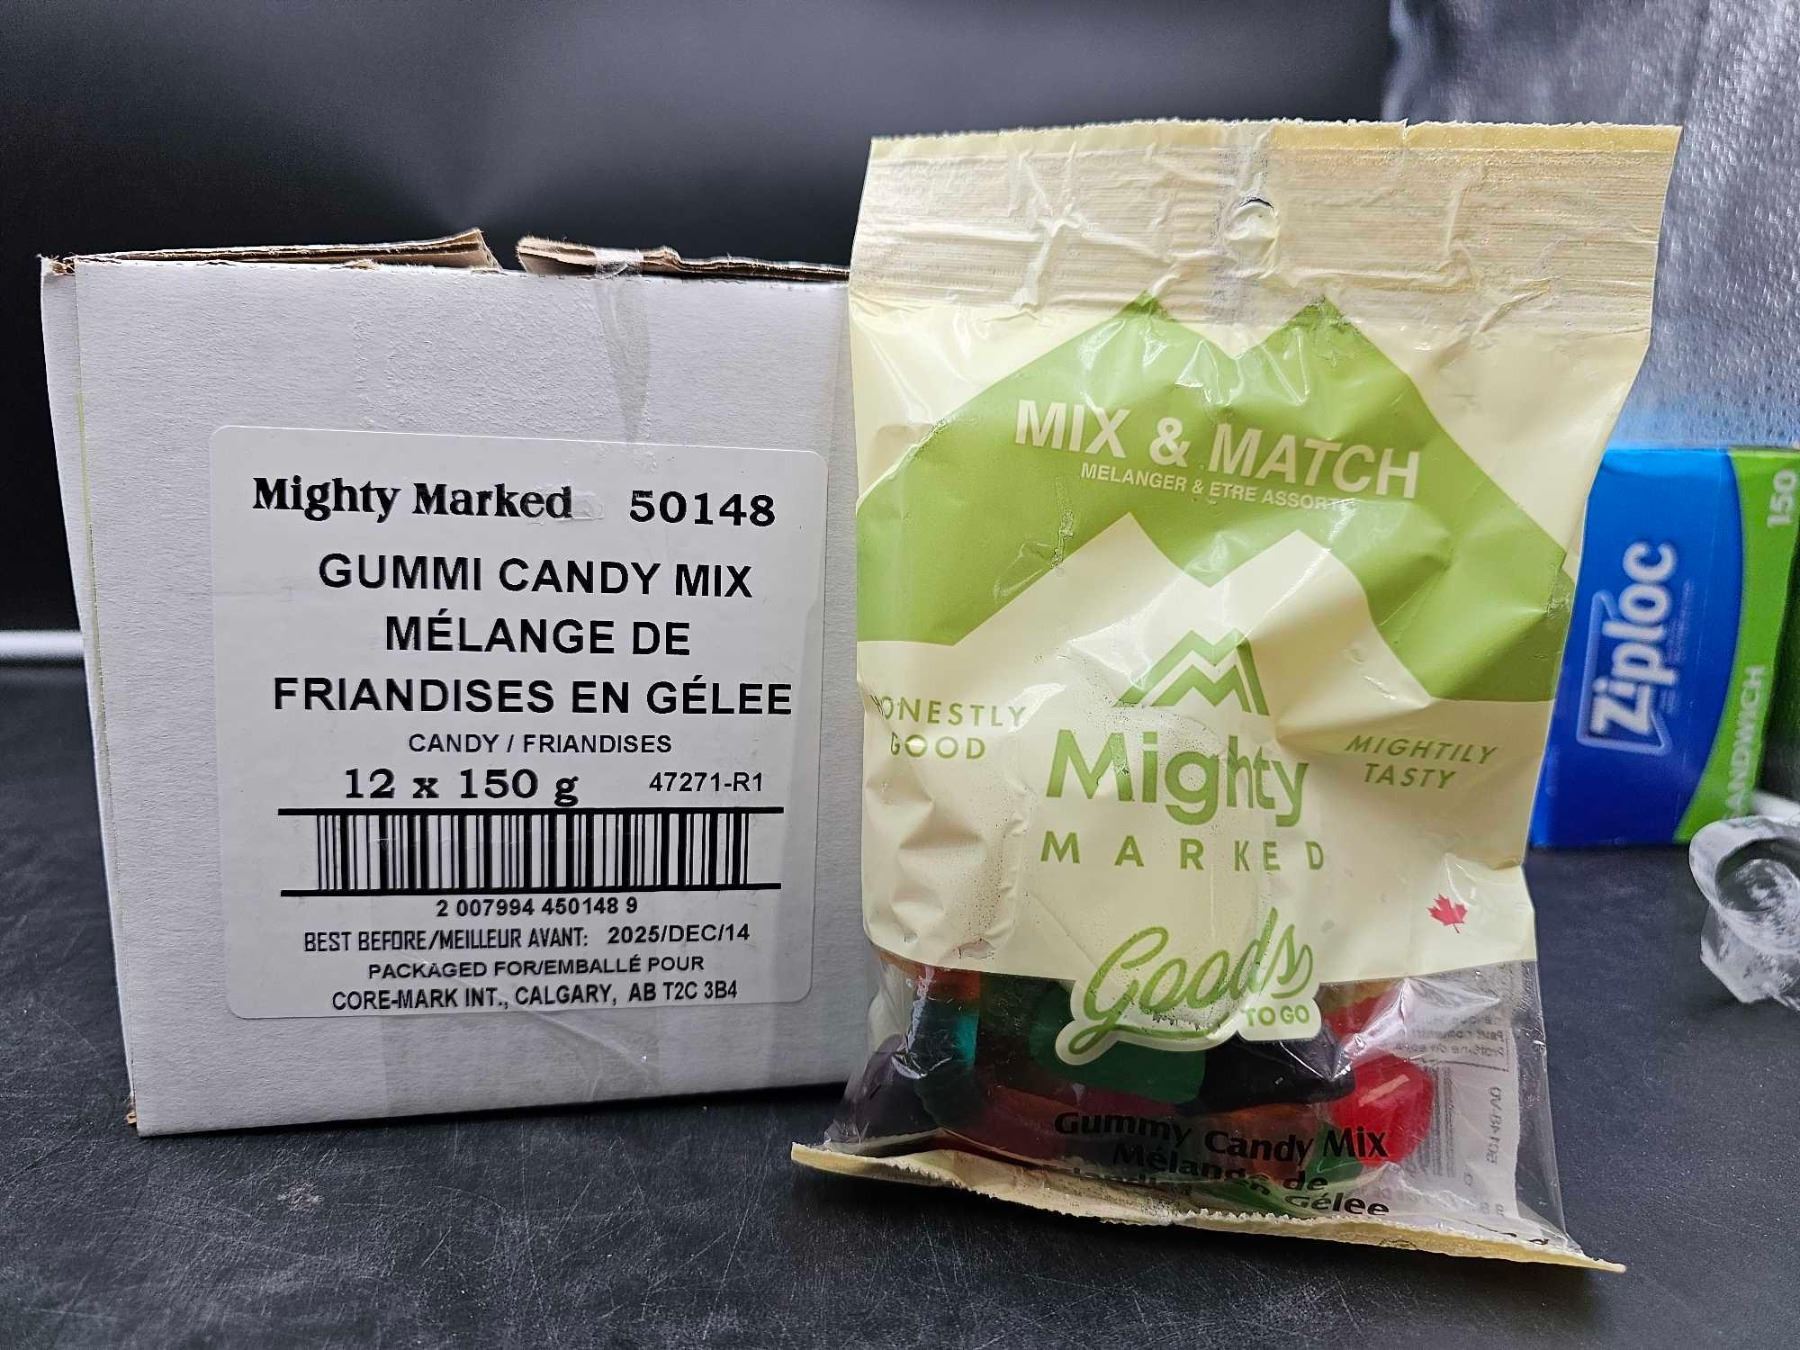 Mighty Marked 50148
GUMMI CANDY MIX
MÉLANGE DE
FRIANDISES EN GÉLEE
CANDY / FRIANDISES
12 x 150 g 47271-R1
2 007994 450148 9
BEST BEFORE/MEILLEUR AVANT: 2025/DEC/14
PACKAGED FOR/EMBALLÉ POUR
CORE-MARK INT., CALGARY, AB T2C 3B4
MIX & MATCH
MELANGER & ETRE ASSORT
ONESTLY
GOOD
Mighty
MARKED
MIGHTILY
TASTY
Goods
TO GO
Gummy Candy Mix
Mélange de
Gélee
Ziploc
SANDWICH
150